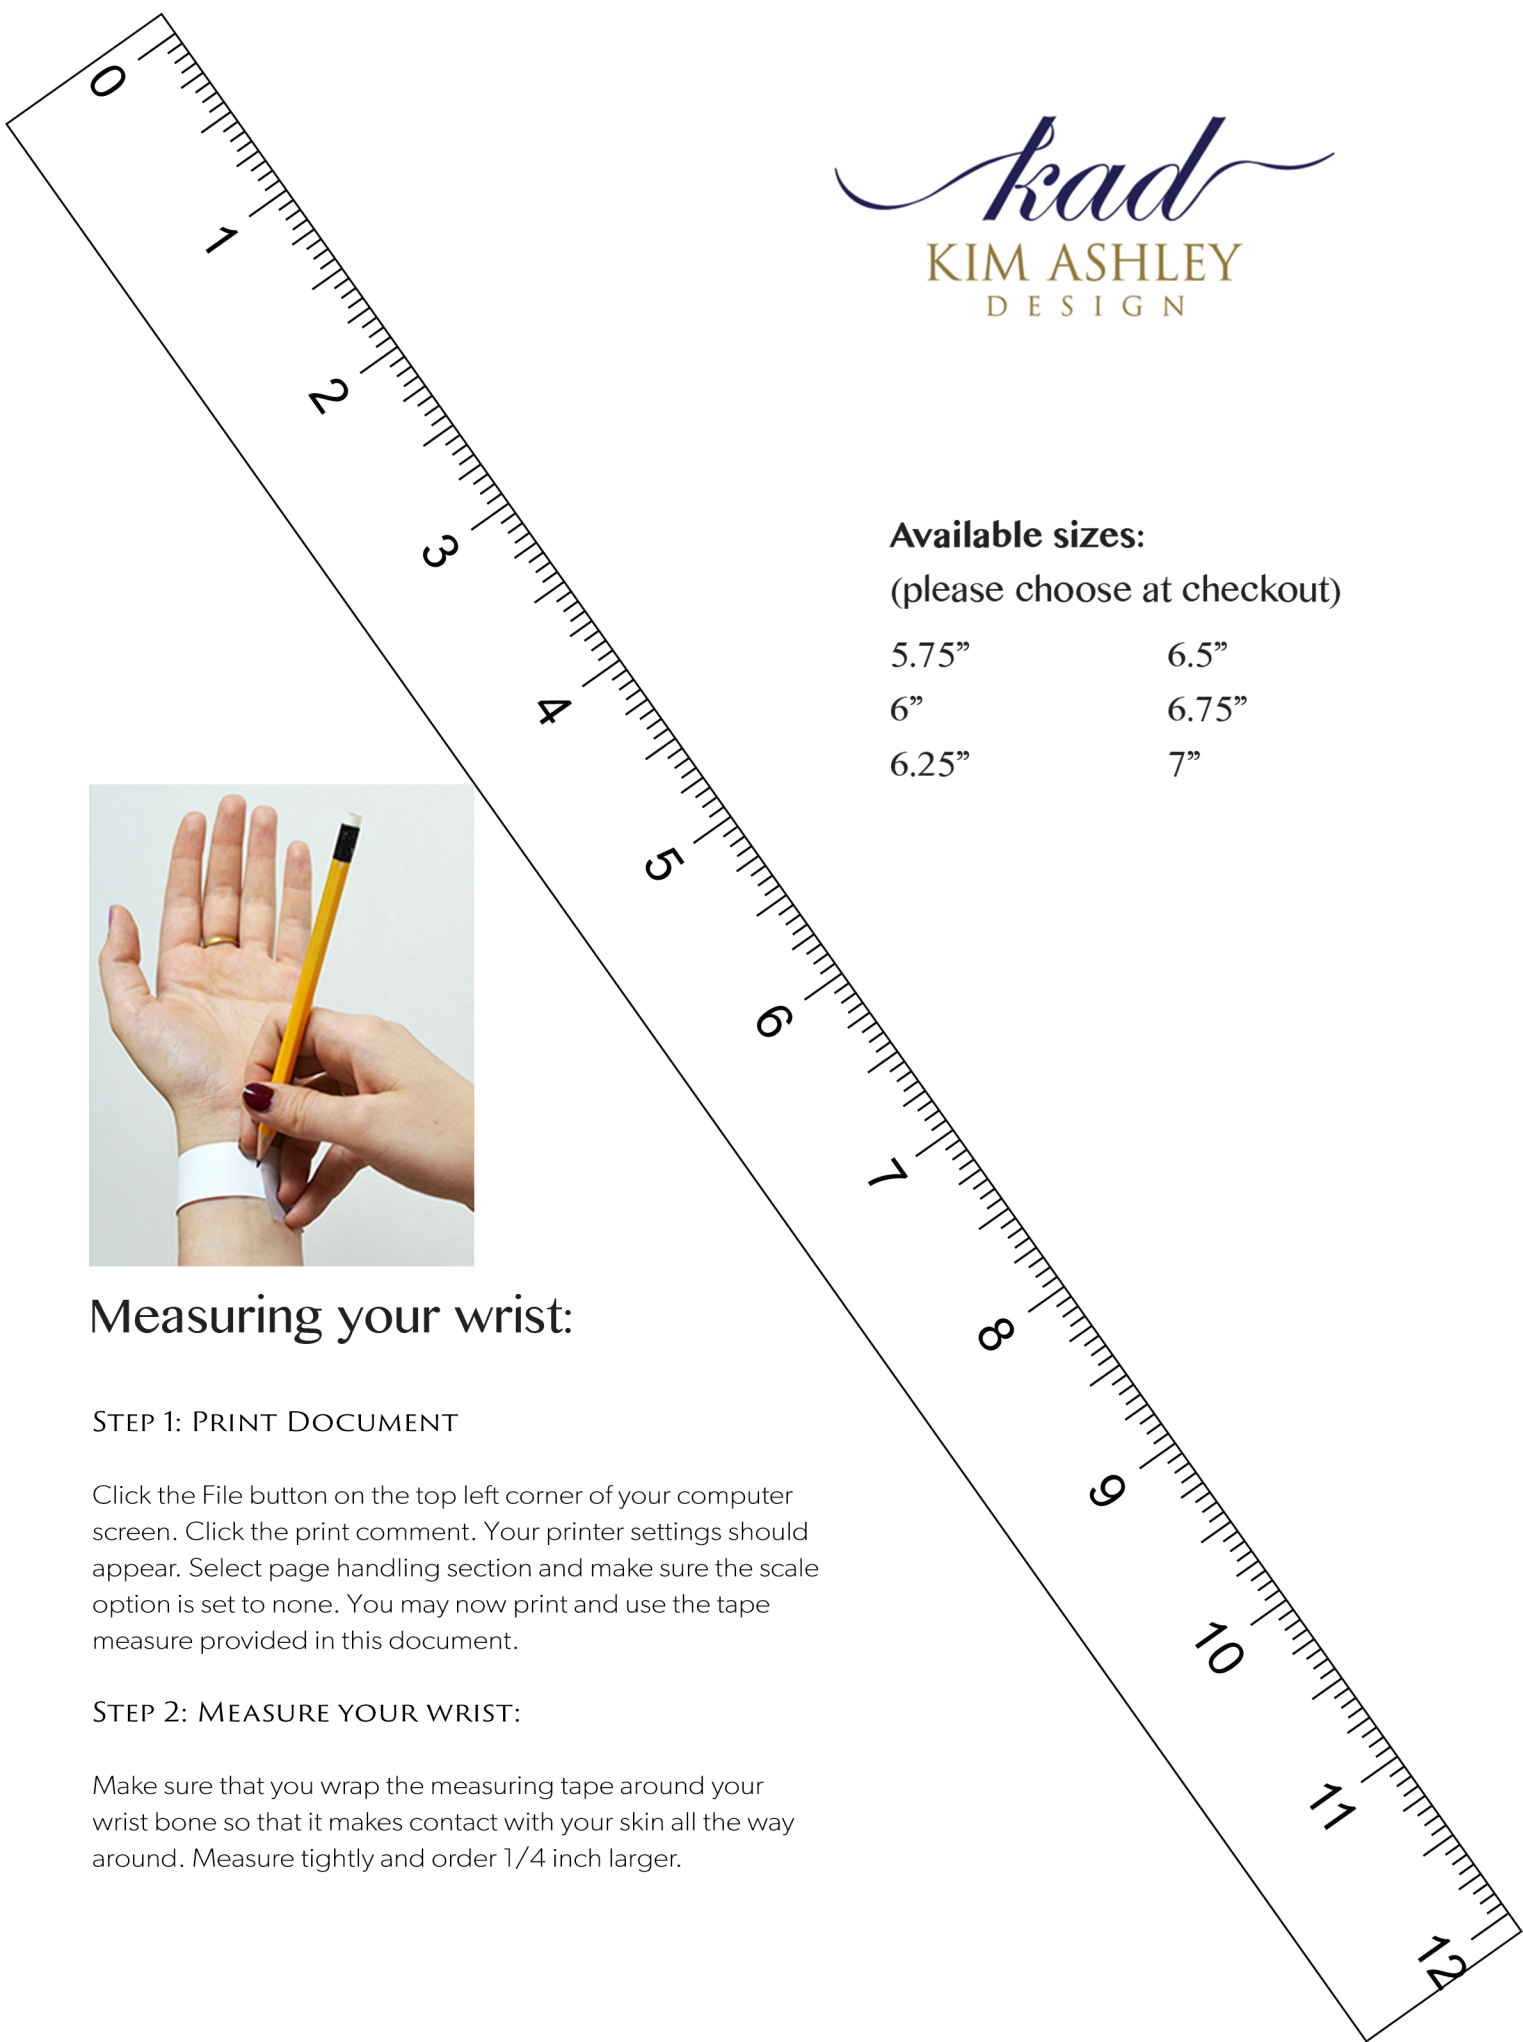 0
1
2
3
4
5
6
7
8
9
10
11
12
kad
KIM ASHLEY
DESIGN
Available sizes:
(please choose at checkout)
5.75” 6.5”
6” 6.75”
6.25” 7”
Measuring your wrist:
STEP 1: PRINT DOCUMENT
Click the File button on the top left corner of your computer
screen. Click the print comment. Your printer settings should
appear. Select page handling section and make sure the scale
option is set to none. You may now print and use the tape
measure provided in this document.
STEP 2: MEASURE YOUR WRIST:
Make sure that you wrap the measuring tape around your
wrist bone so that it makes contact with your skin all the way
around. Measure tightly and order 1/4 inch larger.